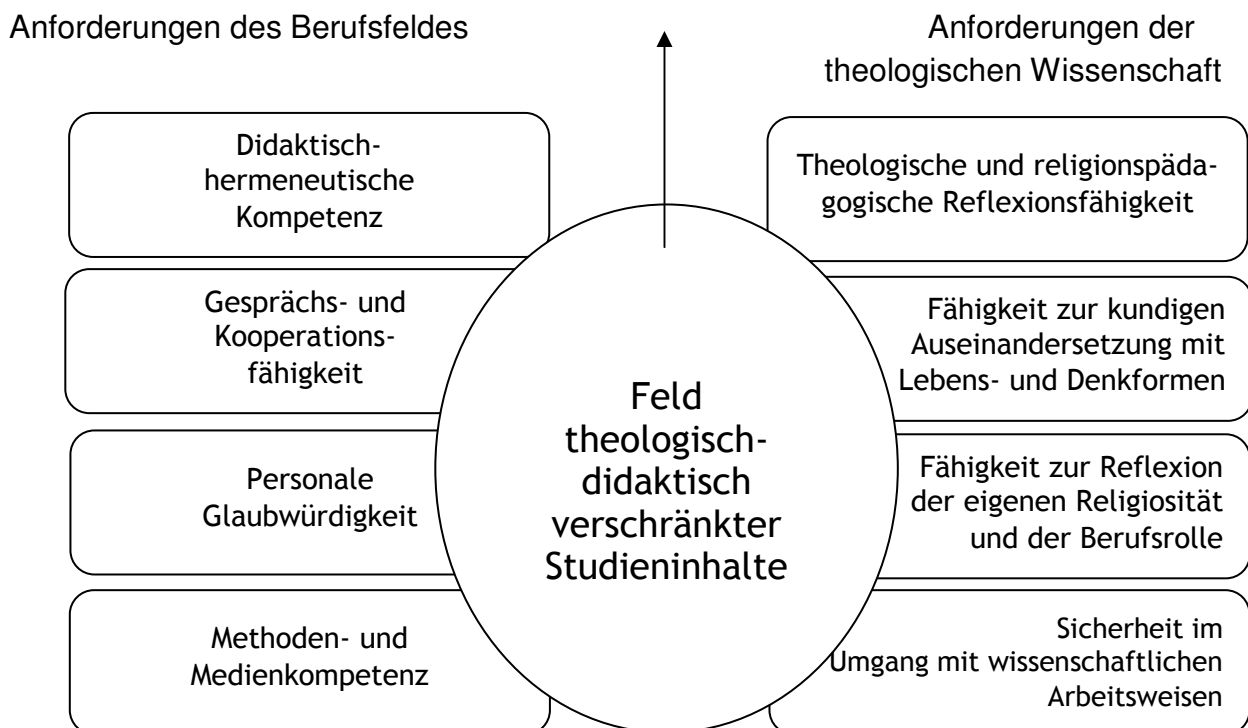 Anforderungen des Berufsfeldes
Anforderungen der
theologischen Wissenschaft
Didaktisch-
hermeneutische
Kompetenz
Theologische und religionspäda-
gogische Reflexionsfähigkeit
Gesprächs- und
Kooperations-
fähigkeit
Fähigkeit zur kundigen
Auseinandersetzung mit
Lebens- und Denkformen
Feld
theologisch-
didaktisch
verschränkter
Studieninhalte
Personale
Glaubwürdigkeit
Fähigkeit zur Reflexion
der eigenen Religiosität
und der Berufsrolle
Methoden- und
Medienkompetenz
Sicherheit im
Umgang mit wissenschaftlichen
Arbeitsweisen